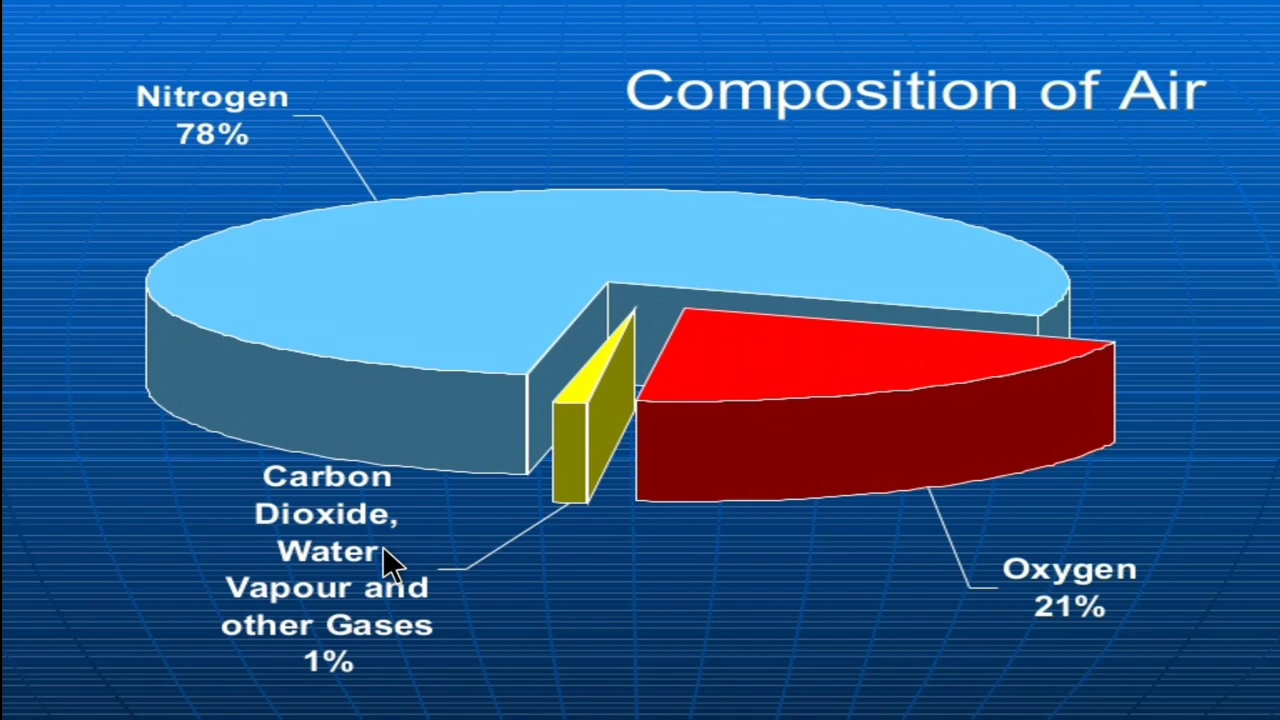 Composition of Air
Nitrogen
78%
Carbon
Dioxide,
Water
Vapour and
other Gases
1%
Oxygen
21%